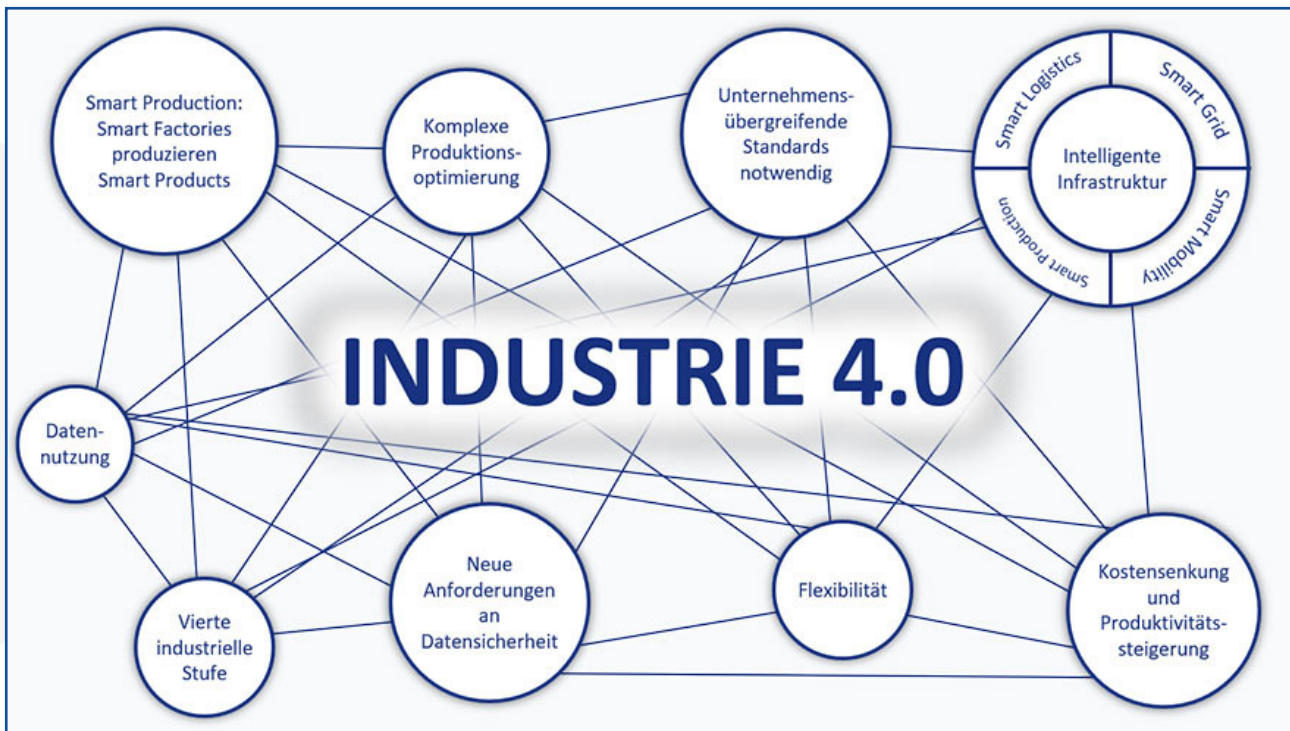 Smart Production:
Smart Factories
produzieren
Smart Products
Komplexe
Produktions-
optimierung
Unternehmens-
übergreifende
Standards
notwendig
Smart Logistics
Smart Grid
Intelligente
Infrastruktur
Smart Production
Smart Mobility
INDUSTRIE 4.0
Daten-
nutzung
Vierte
industrielle
Stufe
Neue
Anforderungen
an
Datensicherheit
Flexibilität
Kostensenkung
und
Produktivitäts-
steigerung